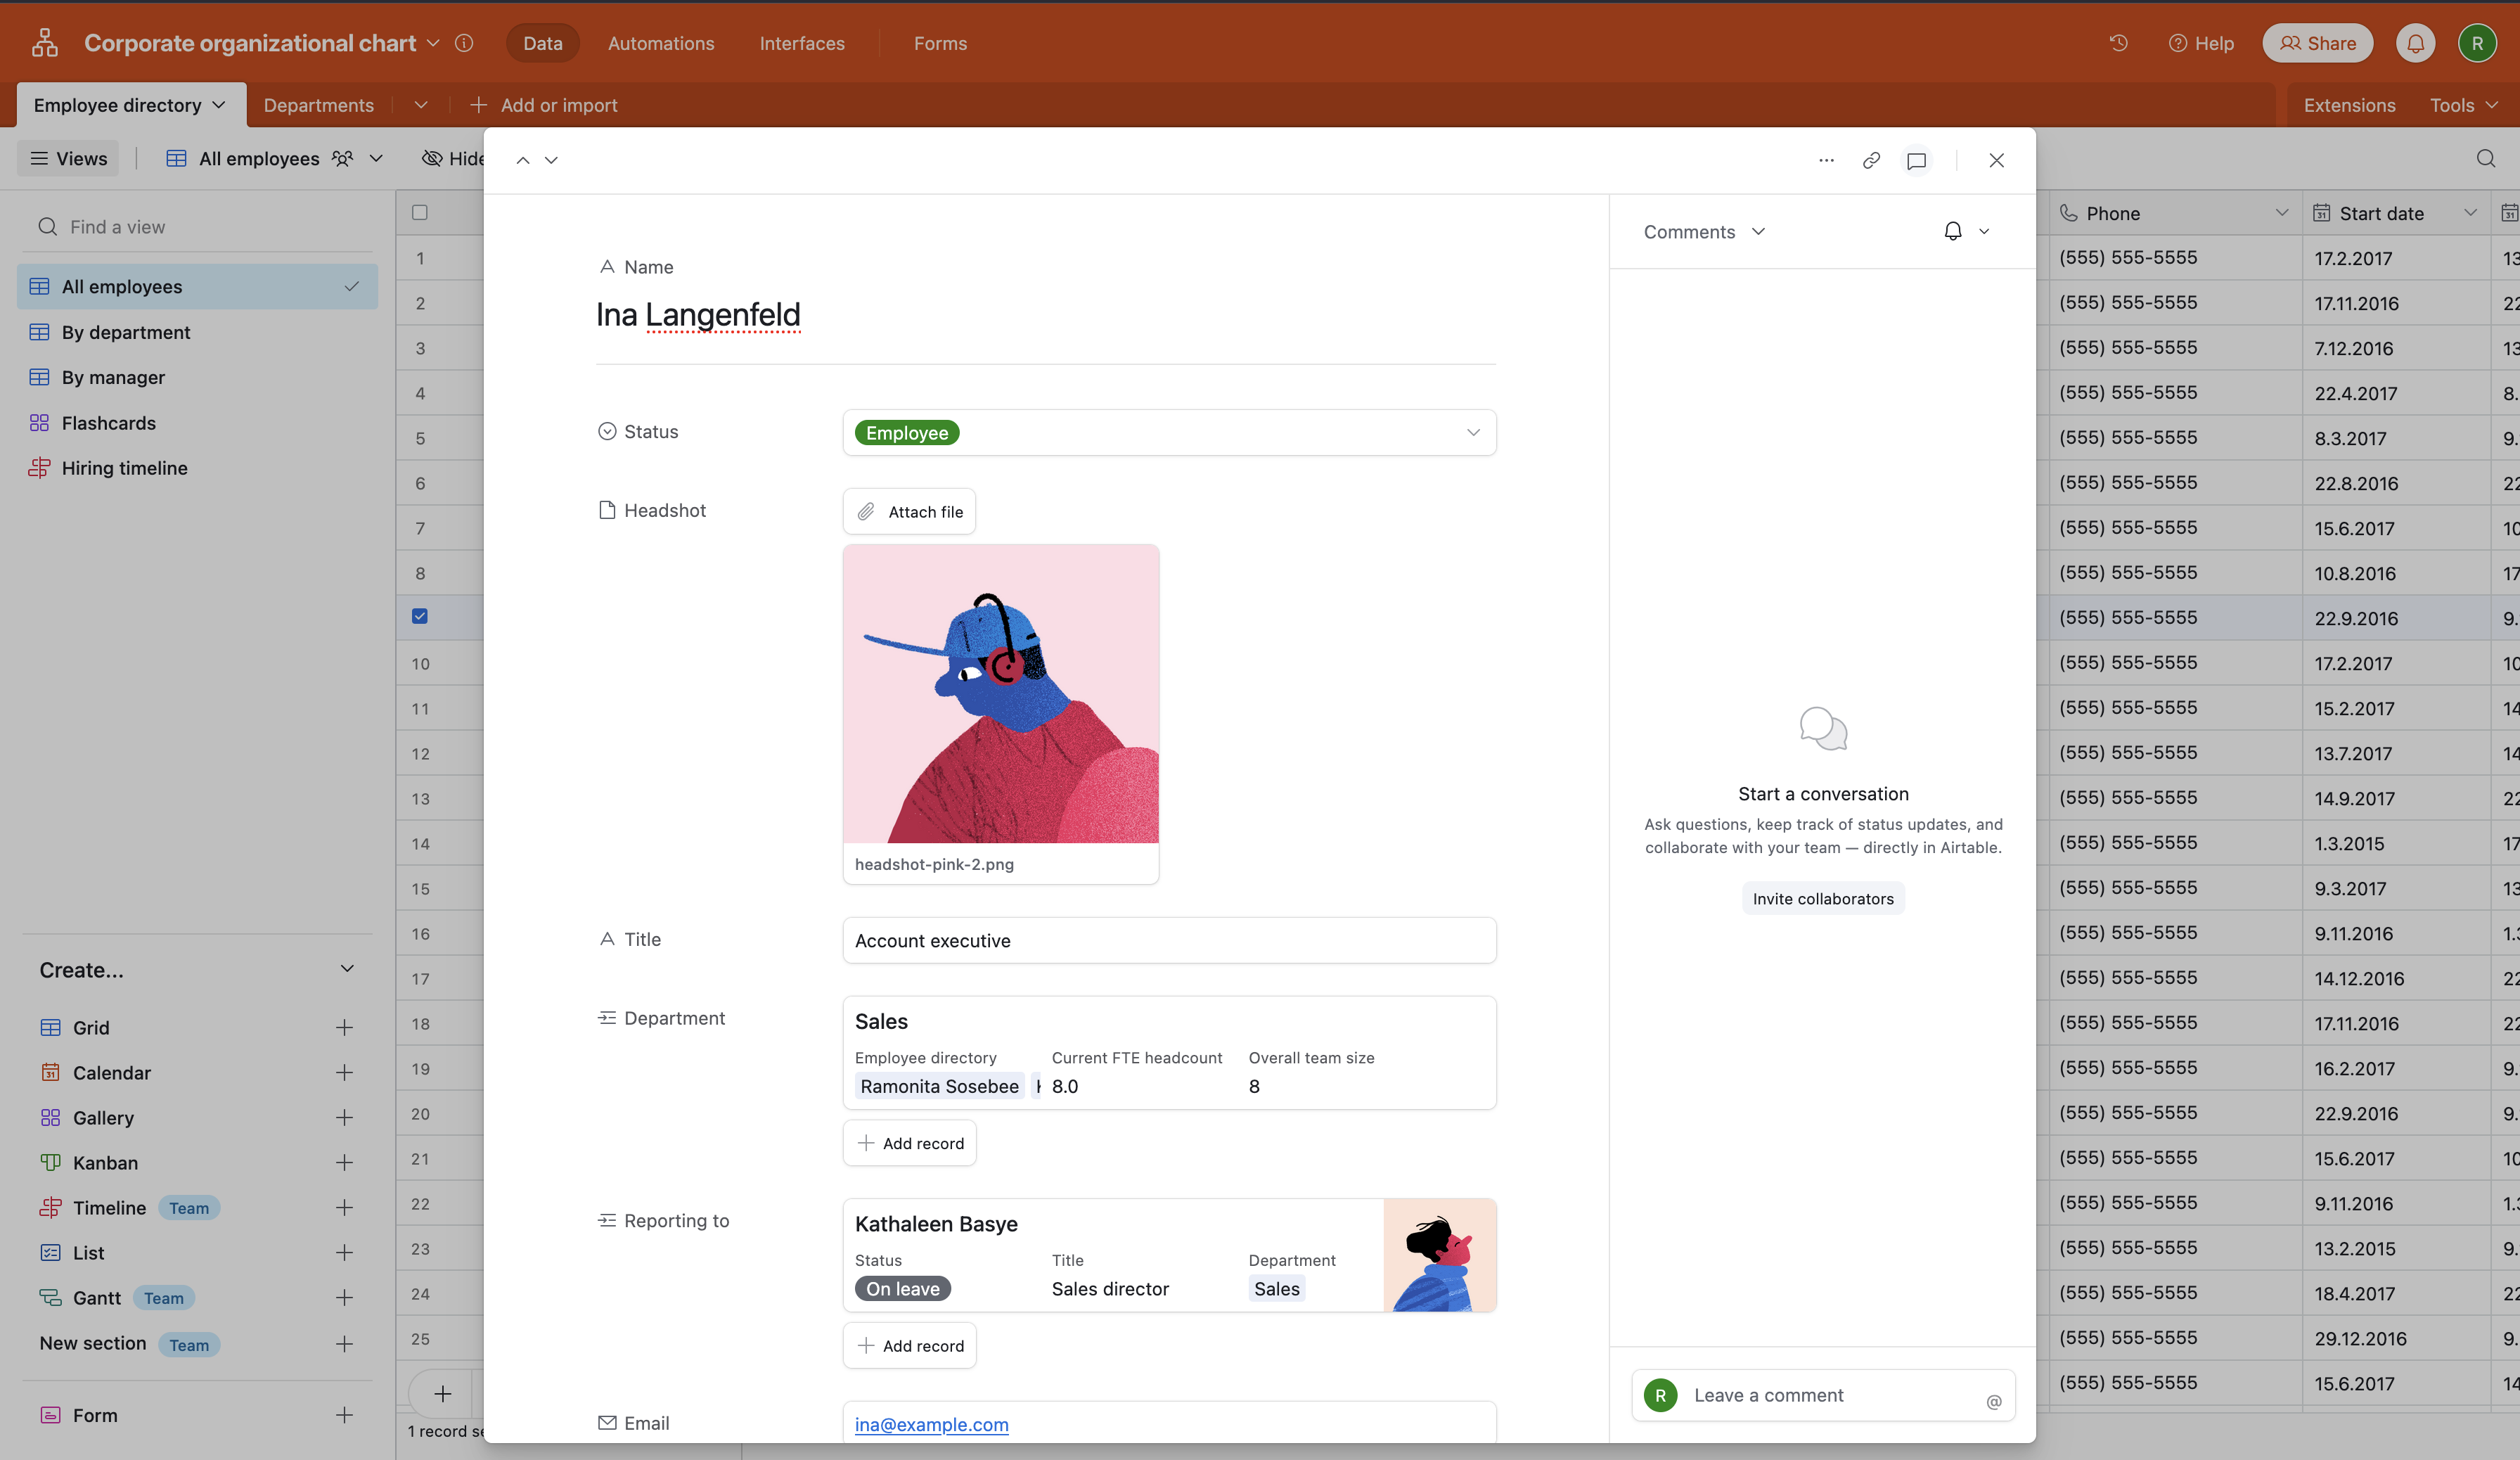 Corporate organizational chart
Data
Automations
Interfaces
Forms
Help
Share
R
Employee directory
Departments
Add or import
Extensions
Tools
Views
All employees
Hide
Find a view
All employees
By department
By manager
Flashcards
Hiring timeline
Create...
Grid
Calendar
Gallery
Kanban
Timeline Team
List
Gantt Team
New section Team
Form
1
2
3
4
5
6
7
8
10
11
12
13
14
15
16
17
18
19
20
21
22
23
24
25
1 record
Name
Ina Langenfeld
Status
Employee
Headshot
Attach file
headshot-pink-2.png
Title
Account executive
Department
Sales
Employee directory Current FTE headcount Overall team size
Ramonita Sosebee 8.0 8
Add record
Reporting to
Kathaleen Basye
Status Title Department
On leave Sales director Sales
Add record
Email
ina@example.com
Comments
Start a conversation
Ask questions, keep track of status updates, and
collaborate with your team — directly in Airtable.
Invite collaborators
R Leave a comment @
Phone Start date
(555) 555-5555 17.2.2017
(555) 555-5555 17.11.2016
(555) 555-5555 7.12.2016
(555) 555-5555 22.4.2017
(555) 555-5555 8.3.2017
(555) 555-5555 22.8.2016
(555) 555-5555 15.6.2017
(555) 555-5555 10.8.2016
(555) 555-5555 22.9.2016
(555) 555-5555 17.2.2017
(555) 555-5555 15.2.2017
(555) 555-5555 13.7.2017
(555) 555-5555 14.9.2017
(555) 555-5555 1.3.2015
(555) 555-5555 9.3.2017
(555) 555-5555 9.11.2016
(555) 555-5555 14.12.2016
(555) 555-5555 17.11.2016
(555) 555-5555 16.2.2017
(555) 555-5555 22.9.2016
(555) 555-5555 15.6.2017
(555) 555-5555 9.11.2016
(555) 555-5555 13.2.2015
(555) 555-5555 18.4.2017
(555) 555-5555 29.12.2016
(555) 555-5555 15.6.2017